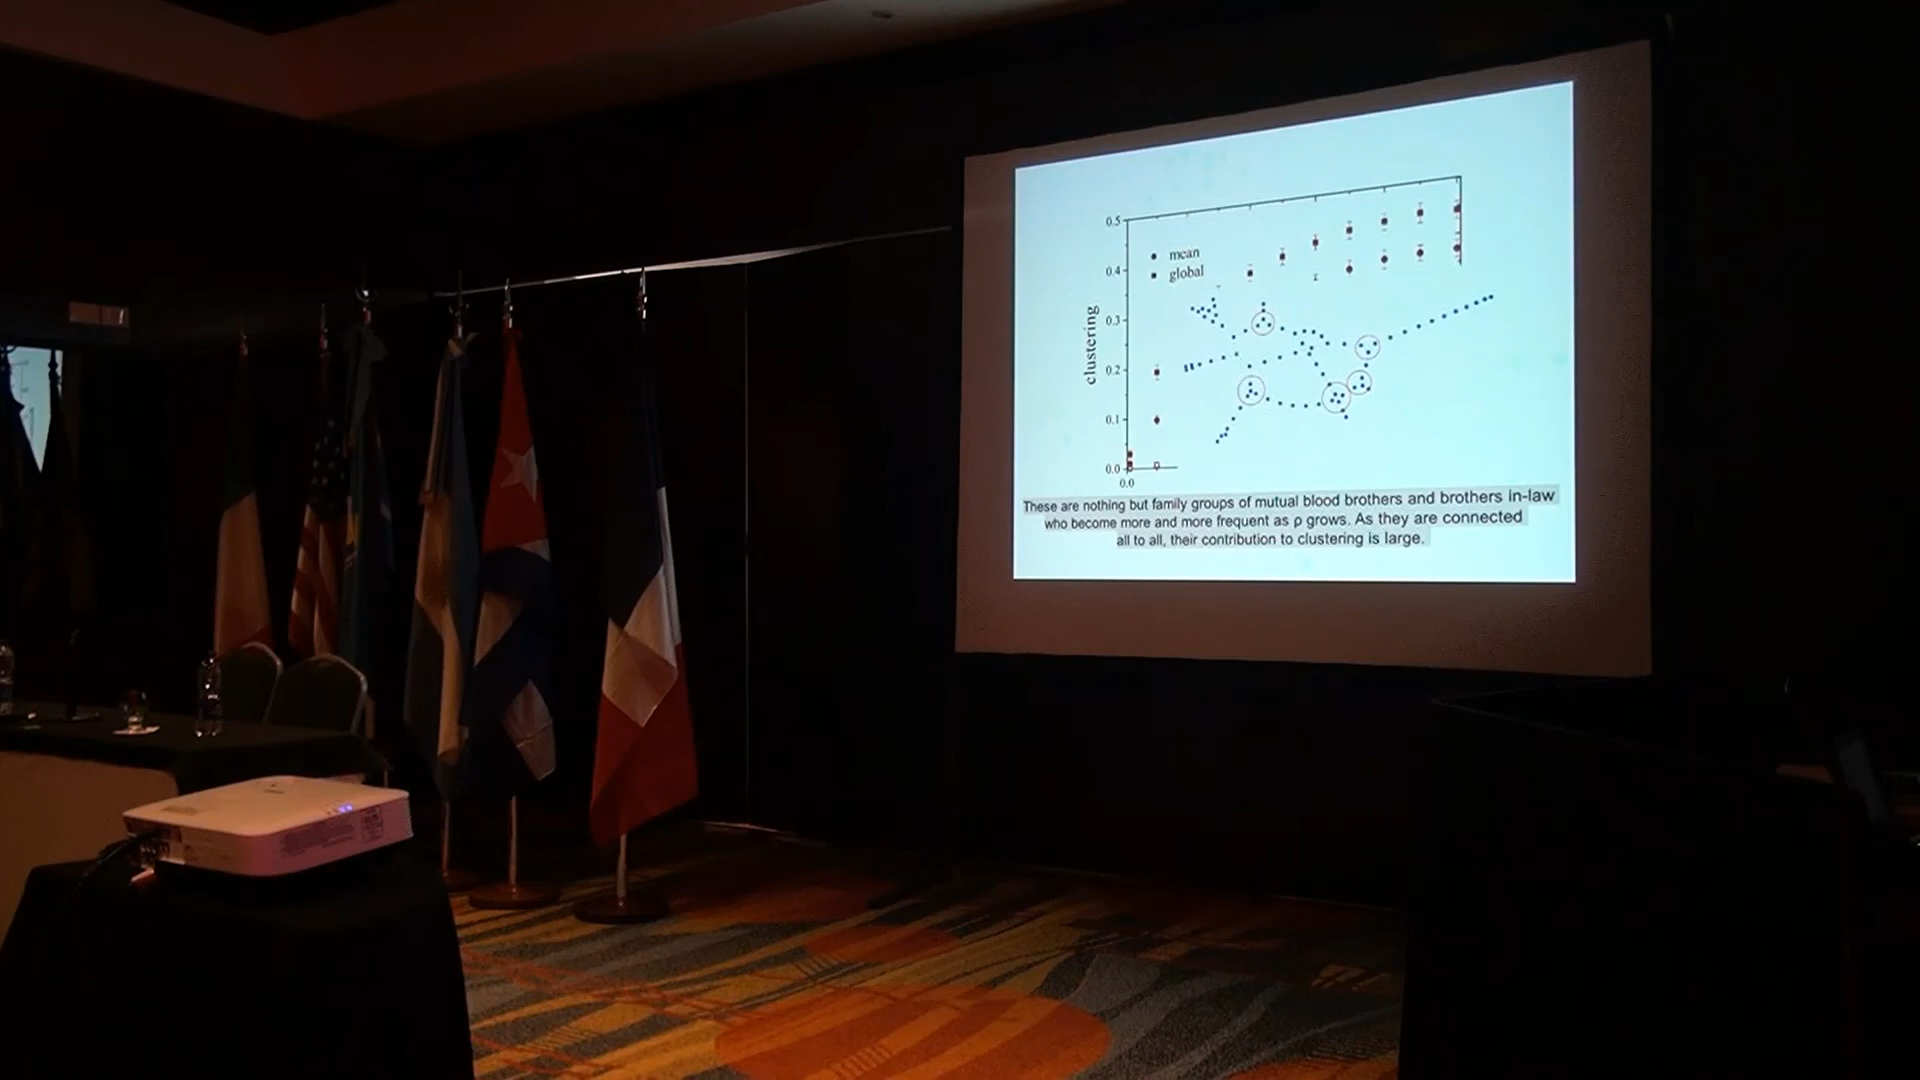 0.5
mean
global
0.4
0.3
clustering
0.2
0.1
0.0
0.0
These are nothing but family groups of mutual blood brothers and brothers in-law
who become more and more frequent as ρ grows. As they are connected
all to all, their contribution to clustering is large.